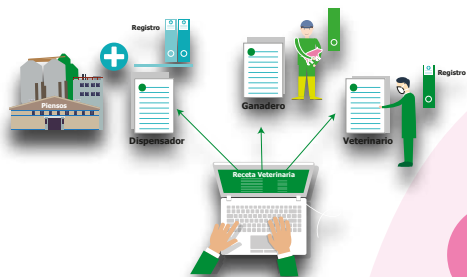 Registro
Piensos
Dispensador
Ganadero
Registro
Veterinario
Receta Veterinaria